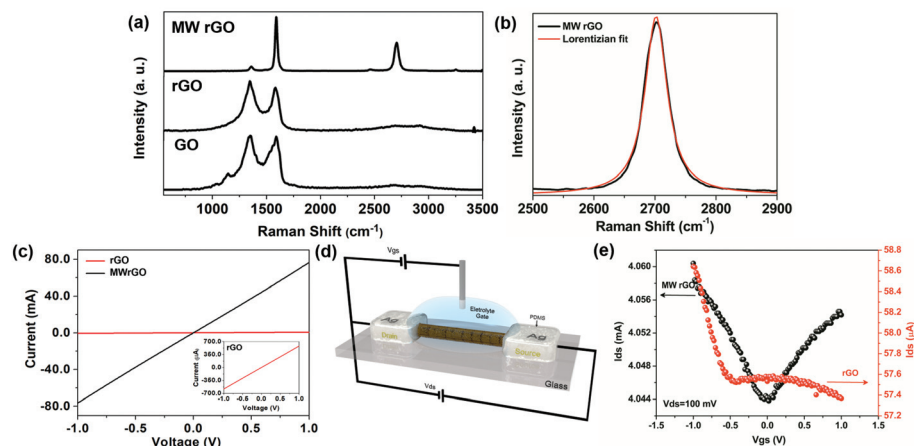 (a)
MW rGO
rGO
GO
Intensity (a. u.)
500 1000 1500 2000 2500 3000 3500
Raman Shift (cm-1)
(b)
MW rGO
Lorentzian fit
Intensity (a. u.)
2500 2600 2700 2800 2900
Raman Shift (cm-1)
(c)
rGO
MWrGO
80.0
40.0
0.0
-40.0
-80.0
Current (mA)
-1.0 -0.5 0.0 0.5 1.0
Voltage (V)
rGO
700.0
0.0
-700.0
-1.0 -0.5 0.0 0.5 1.0
Voltage (V)
(d)
Vgs
Eletrolyte
Gate
PDMS
Ag
Drain
Ag
Source
Glass
Vds
(e)
MW rGO
rGO
4.060
4.056
4.052
4.048
4.044
Ids (mA)
58.8
58.6
58.4
58.2
58.0
57.8
57.6
57.4
57.2
Ids (μA)
Vds=100 mV
-1.5 -1.0 -0.5 0.0 0.5 1.0 1.5
Vgs (V)